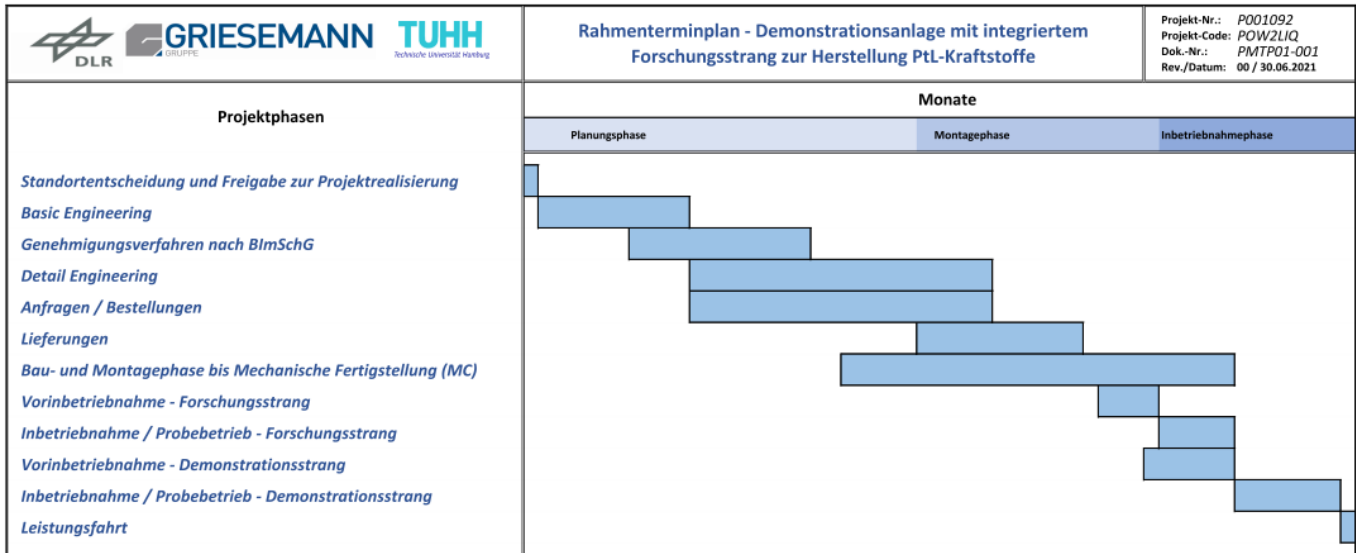 DLR
GRIESEMANN
GRUPPE
TUHH
Technische Universität Hamburg
Rahmenterminplan - Demonstrationsanlage mit integriertem
Forschungsstrang zur Herstellung PtL-Kraftstoffe
Projekt-Nr.: P001092
Projekt-Code: POW2LIQ
Dok.-Nr.: PMTP01-001
Rev./Datum: 00 / 30.06.2021
Projektphasen
Monate
Planungsphase Montagephase Inbetriebnahmephase
Standortentscheidung und Freigabe zur Projektrealisierung
Basic Engineering
Genehmigungsverfahren nach BImSchG
Detail Engineering
Anfragen / Bestellungen
Lieferungen
Bau- und Montagephase bis Mechanische Fertigstellung (MC)
Vorinbetriebnahme - Forschungsstrang
Inbetriebnahme / Probebetrieb - Forschungsstrang
Vorinbetriebnahme - Demonstrationsstrang
Inbetriebnahme / Probebetrieb - Demonstrationsstrang
Leistungsfahrt